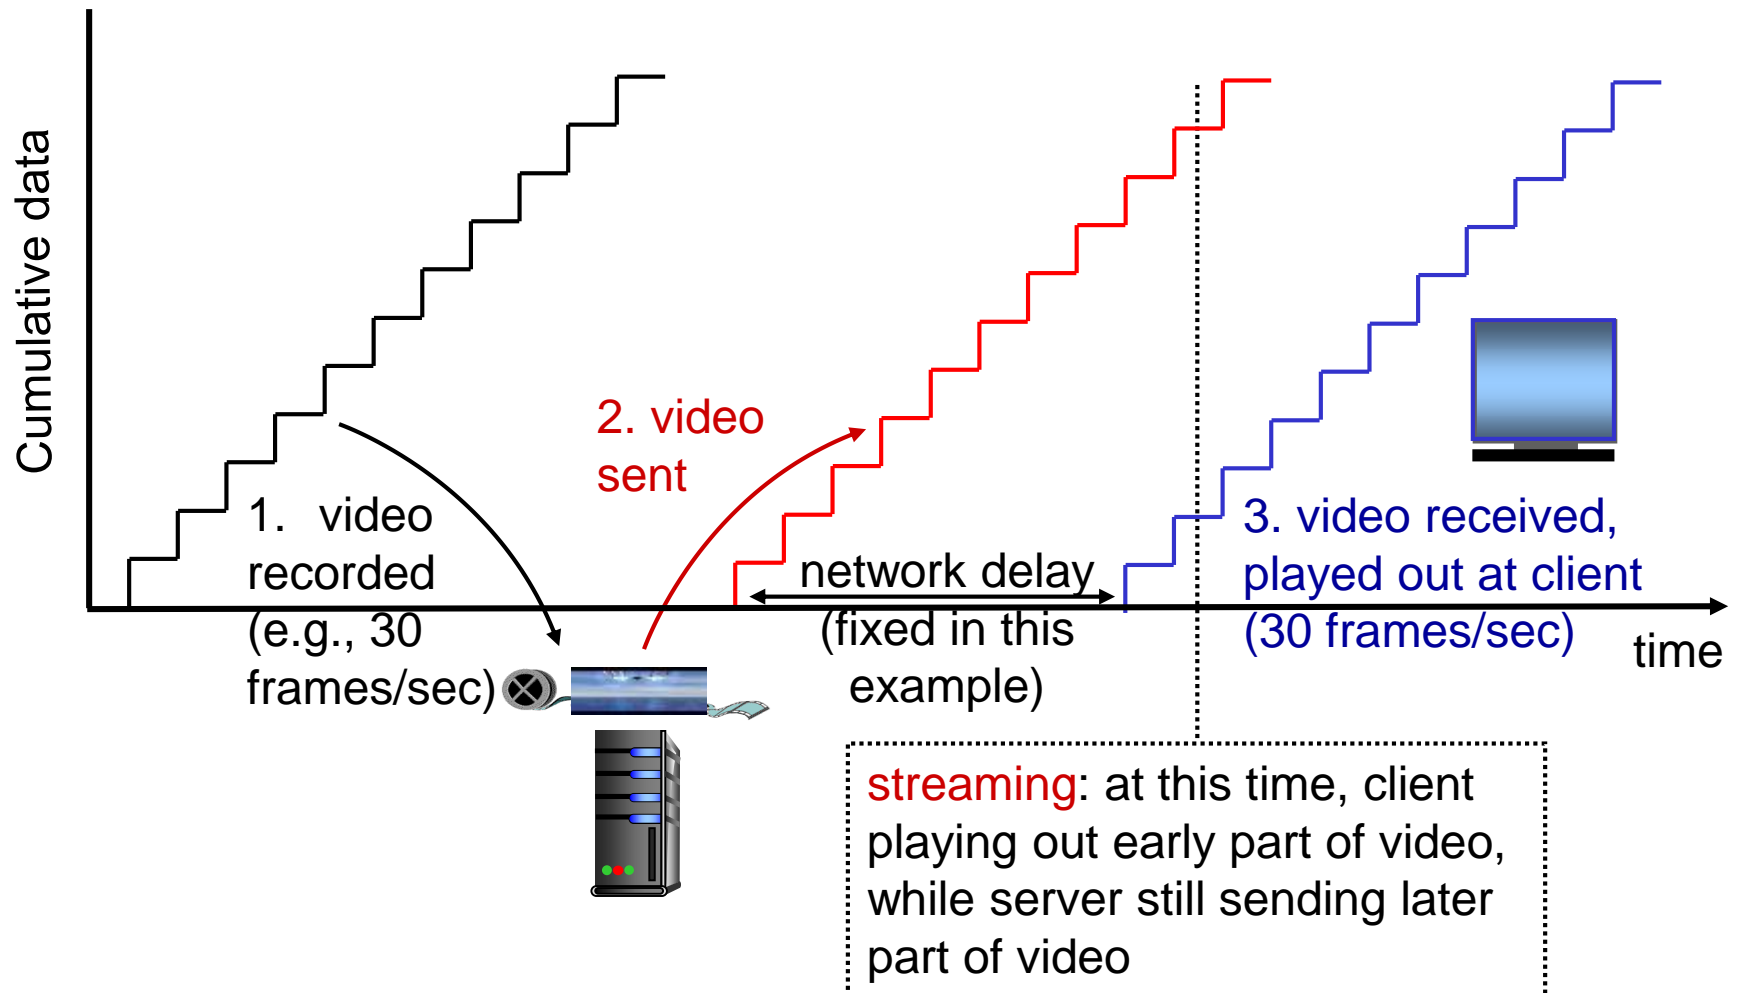 Cumulative data
1. video
recorded
(e.g., 30
frames/sec)
2. video
sent
network delay
(fixed in this
example)
3. video received,
played out at client
(30 frames/sec)
time
streaming: at this time, client
playing out early part of video,
while server still sending later
part of video